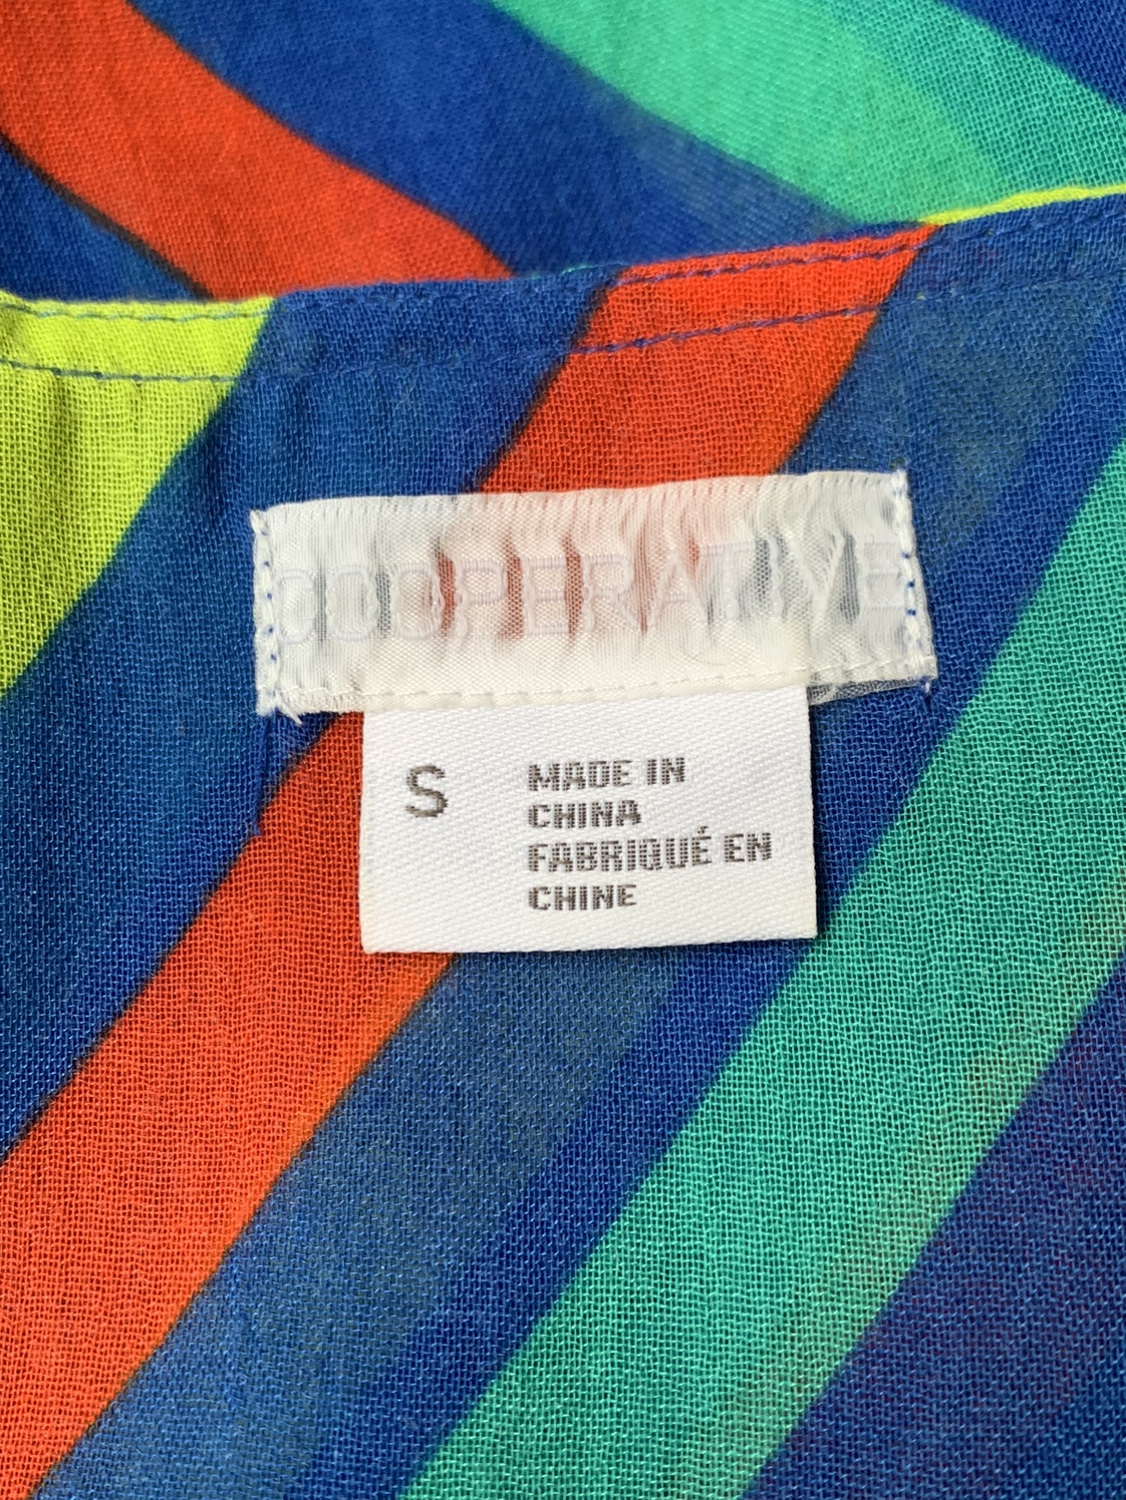 COOPERATIVE
S
MADE IN
CHINA
FABRIQUÉ EN
CHINE